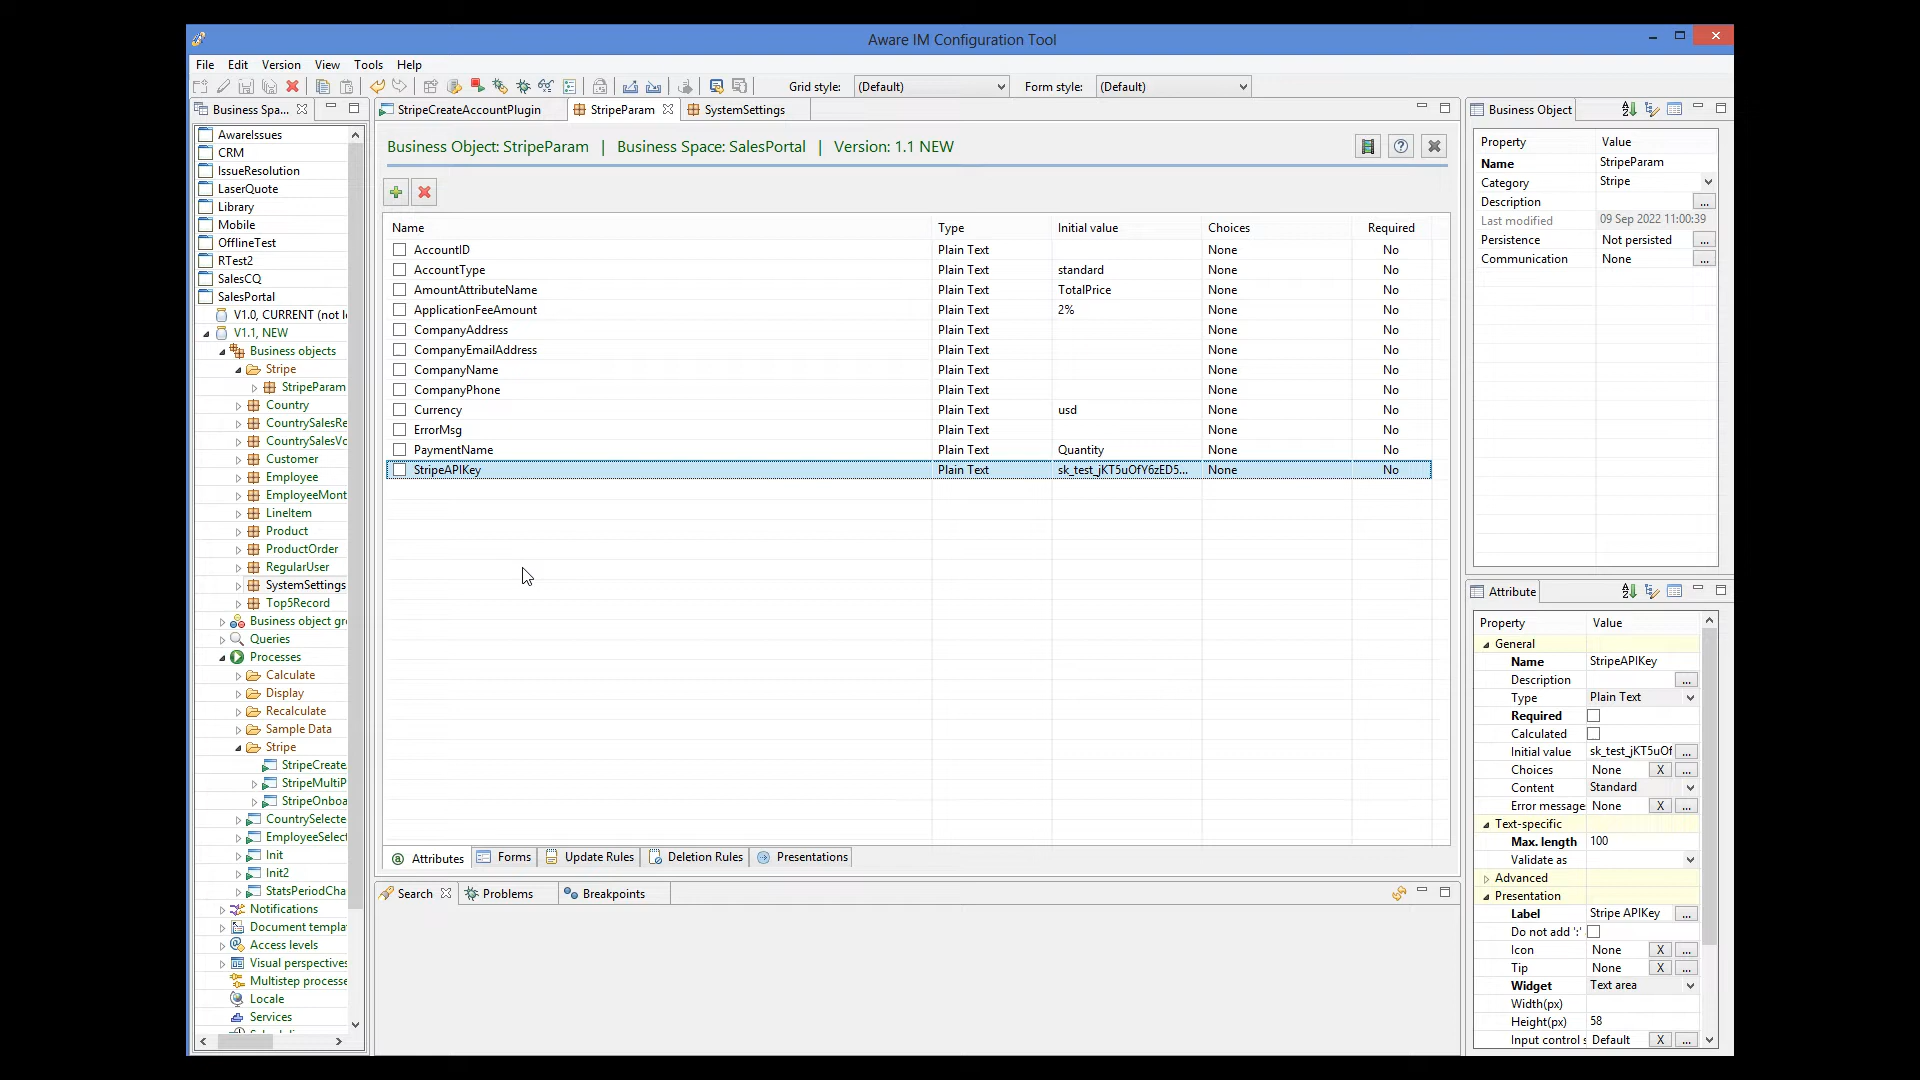 Aware IM Configuration Tool
File Edit Version View Tools Help
Grid style: (Default) Form style: (Default)
Business Spa...
AwareIssues
CRM
IssueResolution
LaserQuote
Library
Mobile
OfflineTest
RTest2
SalesCQ
SalesPortal
V1.0, CURRENT (not l
V1.1, NEW
Business objects
Stripe
StripeParam
Country
CountrySalesRe
CountrySalesVo
Customer
Employee
EmployeeMont
LineItem
Product
ProductOrder
RegularUser
SystemSettings
Top5Record
Business object gr
Queries
Processes
Calculate
Display
Recalculate
Sample Data
Stripe
StripeCreate
StripeMultiP
StripeOnboa
CountrySelecte
EmployeeSelect
Init
Init2
StatsPeriodCha
Notifications
Document templa
Access levels
Visual perspectives
Multistep processe
Locale
Services
StripeCreateAccountPlugin StripeParam SystemSettings
Business Object: StripeParam | Business Space: SalesPortal | Version: 1.1 NEW
Name Type Initial value Choices Required
AccountID Plain Text None No
AccountType Plain Text standard None No
AmountAttributeName Plain Text TotalPrice None No
ApplicationFeeAmount Plain Text 2% None No
CompanyAddress Plain Text None No
CompanyEmailAddress Plain Text None No
CompanyName Plain Text None No
CompanyPhone Plain Text None No
Currency Plain Text usd None No
ErrorMsg Plain Text None No
PaymentName Plain Text Quantity None No
StripeAPIKey Plain Text sk_test_jKT5uOfY6zED5... None No
Attributes Forms Update Rules Deletion Rules Presentations
Search Problems Breakpoints
Business Object
Property Value
Name StripeParam
Category Stripe
Description ...
Last modified 09 Sep 2022 11:00:39
Persistence Not persisted ...
Communication None ...
Attribute
Property Value
General
Name StripeAPIKey
Description ...
Type Plain Text
Required
Calculated
Initial value sk_test_jKT5uOf ...
Choices None X ...
Content Standard
Error message None X ...
Text-specific
Max. length 100
Validate as
Advanced
Presentation
Label Stripe APIKey ...
Do not add ':'
Icon None X ...
Tip None X ...
Widget Text area
Width(px)
Height(px) 58
Input control s Default X ...